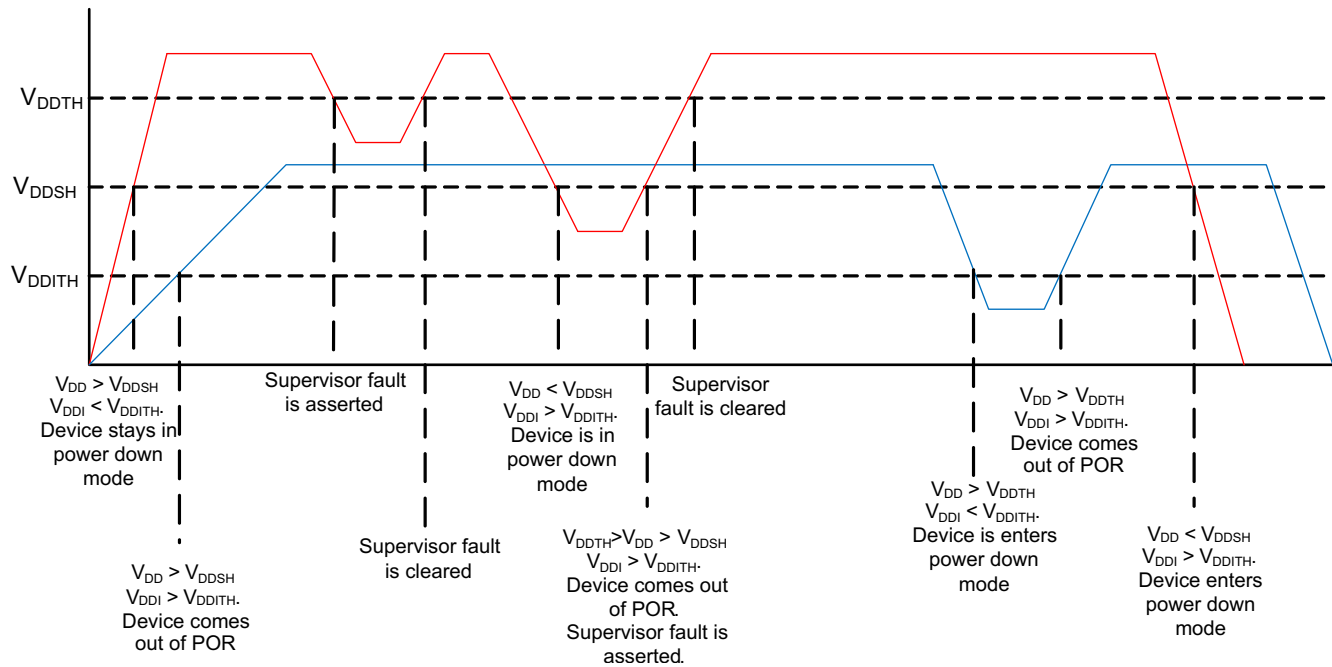 VDDTH
VDDSH
VDDITH
VDD > VDDSH
VDDI < VDDITH.
Device stays in
power down
mode
VDD > VDDSH
VDDI > VDDITH.
Device comes
out of POR
Supervisor fault
is asserted
Supervisor fault
is cleared
VDD < VDDSH
VDDI > VDDITH.
Device is in
power down
mode
VDDTH>VDD > VDDSH
VDDI > VDDITH.
Device comes out
of POR.
Supervisor fault is
asserted.
Supervisor
fault is cleared
VDD > VDDTH
VDDI < VDDITH.
Device is enters
power down
mode
VDD > VDDTH
VDDI > VDDITH.
Device comes
out of POR
VDD < VDDSH
VDDI > VDDITH.
Device enters
power down
mode